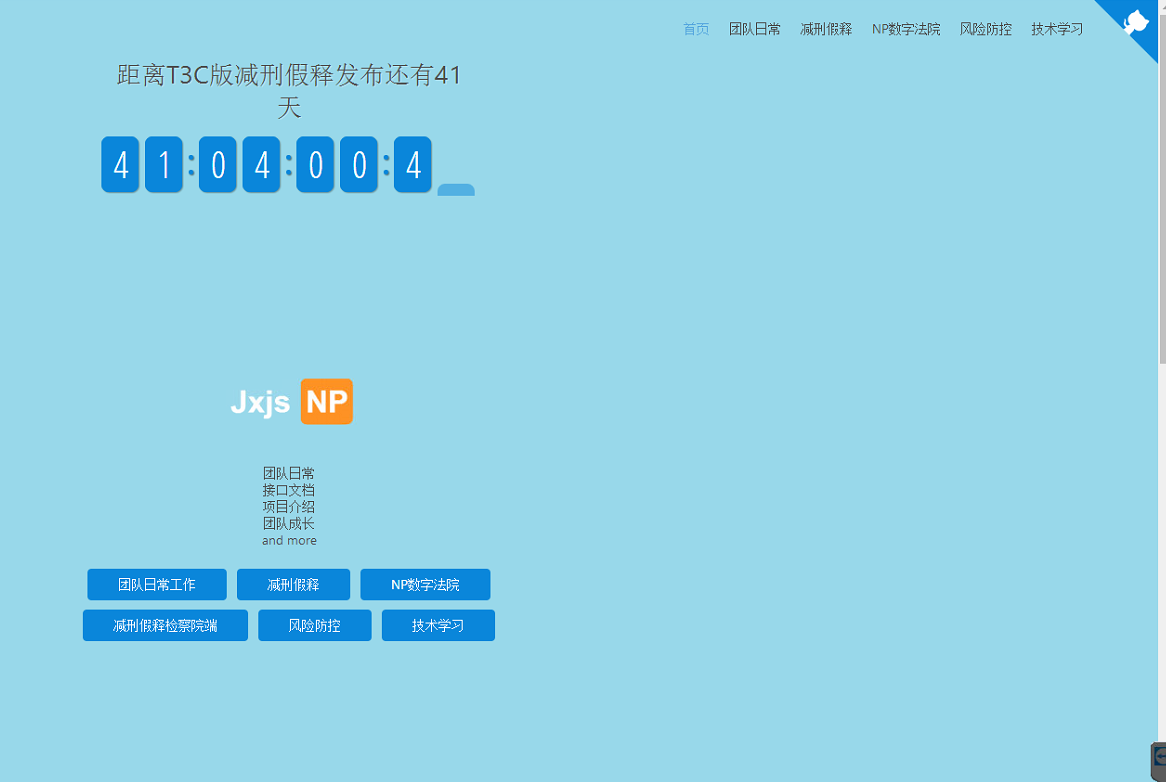 首页 团队日常 减刑假释 NP数字法院 风险防控 技术学习
距离T3C版减刑假释发布还有41
天
41:04:00:4
Jxjs NP
团队日常
接口文档
项目介绍
团队成长
and more
团队日常工作 减刑假释 NP数字法院
减刑假释检察院端 风险防控 技术学习